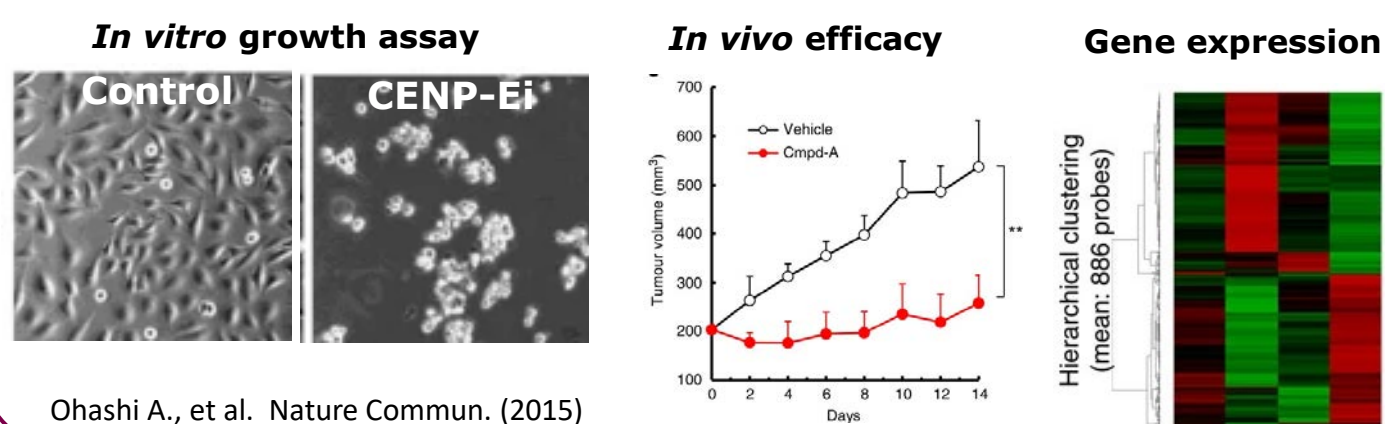 In vitro growth assay
Control
CENP-Ei
Ohashi A., et al. Nature Commun. (2015)
In vivo efficacy
Tumour volume (mm³)
700
600
500
400
300
200
100
Vehicle
Cmpd-A
**
0 2 4 6 8 10 12 14
Days
Gene expression
Hierarchical clustering
(mean: 886 probes)